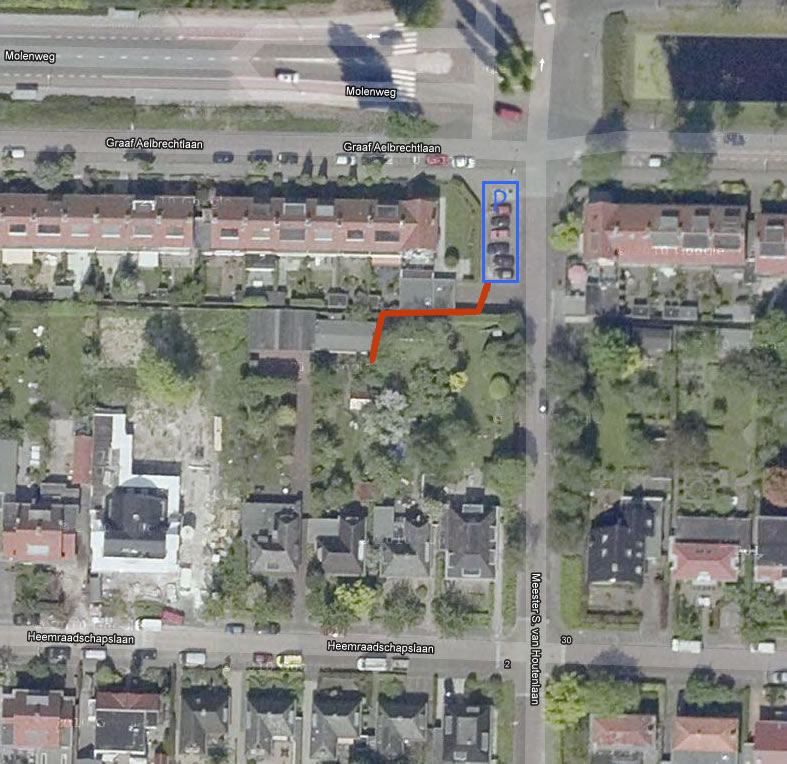 Molenweg
Molenweg
Graaf Aelbrechtlaan
Graaf Aelbrechtlaan
P
Meester S. van Houtenlaan
Heemraadschapslaan
Heemraadschapslaan
30
2